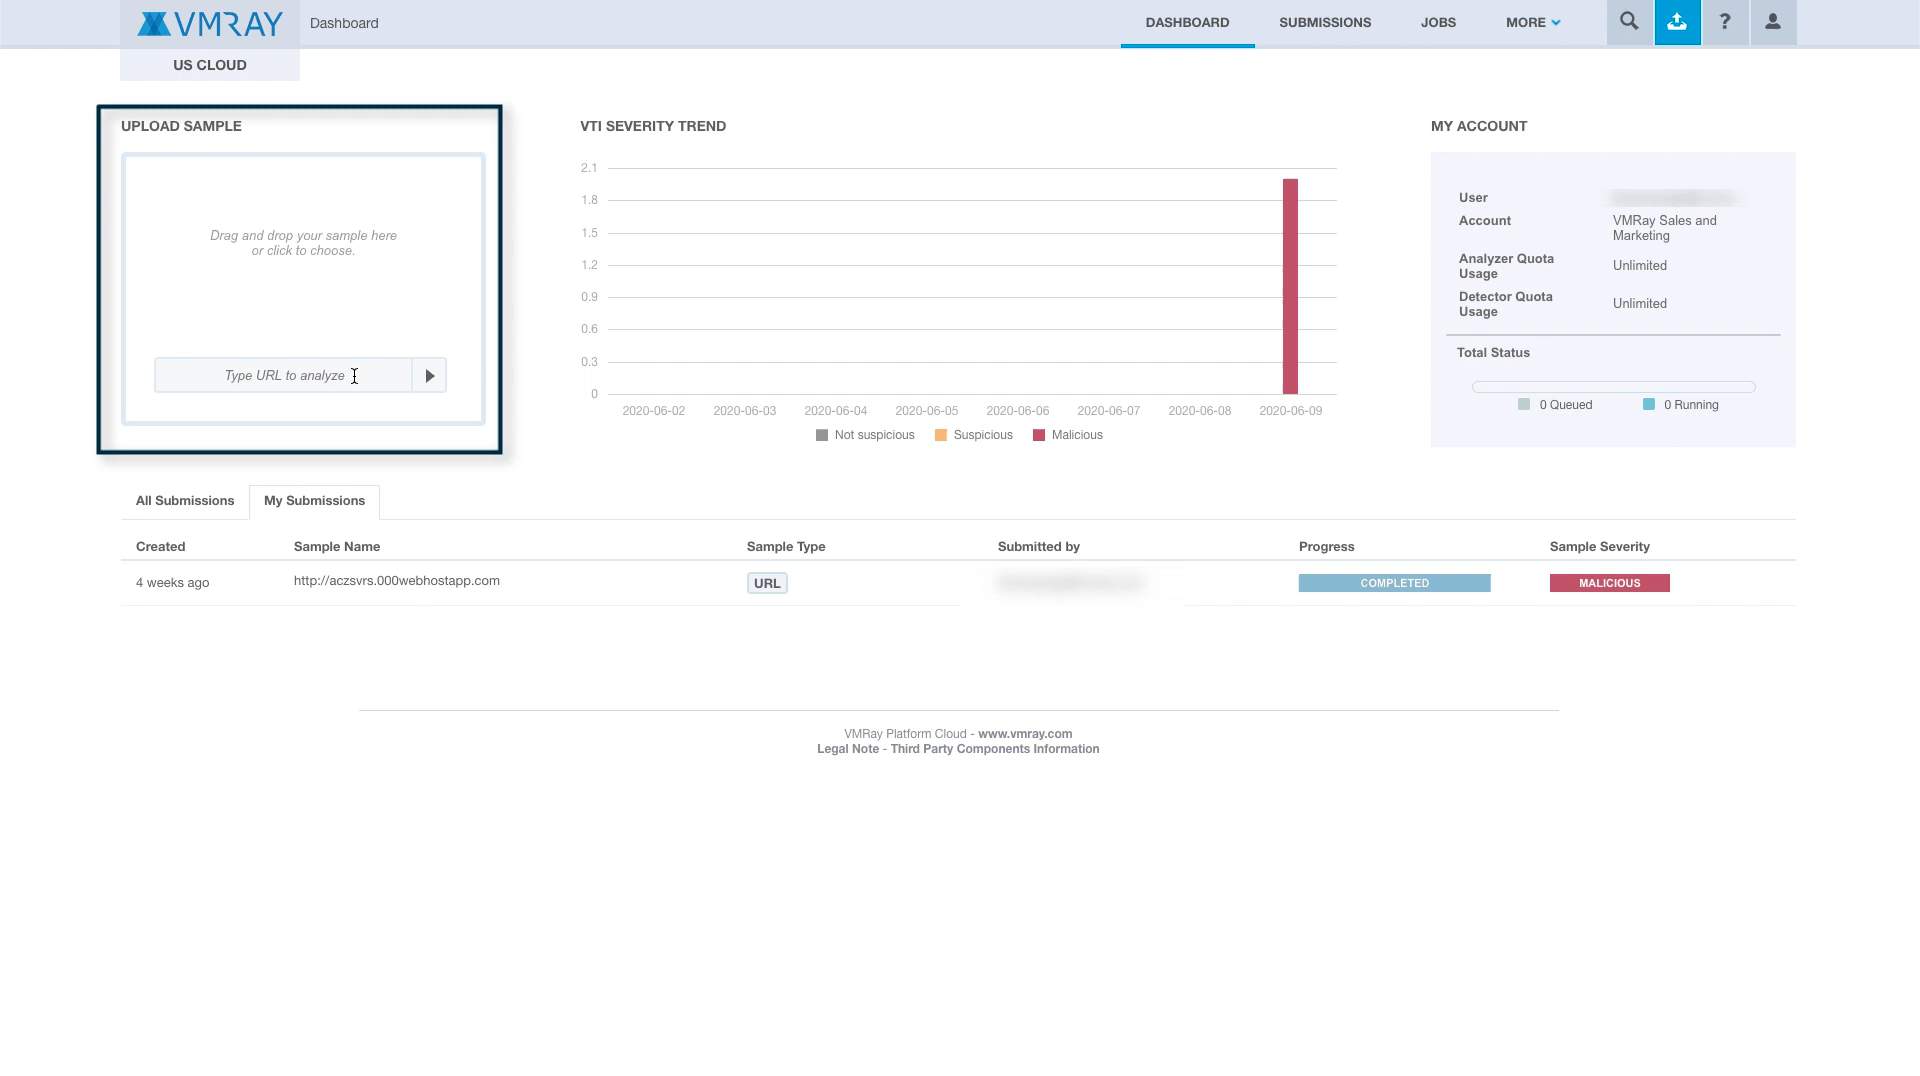 VMRAY
Dashboard
DASHBOARD
SUBMISSIONS
JOBS
MORE
?
US CLOUD
UPLOAD SAMPLE
Drag and drop your sample here
or click to choose.
Type URL to analyze
VTI SEVERITY TREND
2.1
1.8
1.5
1.2
0.9
0.6
0.3
0
2020-06-02 2020-06-03 2020-06-04 2020-06-05 2020-06-06 2020-06-07 2020-06-08 2020-06-09
Not suspicious Suspicious Malicious
MY ACCOUNT
User
Account VMRay Sales and
Marketing
Analyzer Quota
Usage
Unlimited
Detector Quota
Usage
Unlimited
Total Status
0 Queued 0 Running
All Submissions My Submissions
Created Sample Name Sample Type Submitted by Progress Sample Severity
4 weeks ago http://aczsvrs.000webhostapp.com URL COMPLETED MALICIOUS
VMRay Platform Cloud - www.vmray.com
Legal Note - Third Party Components Information